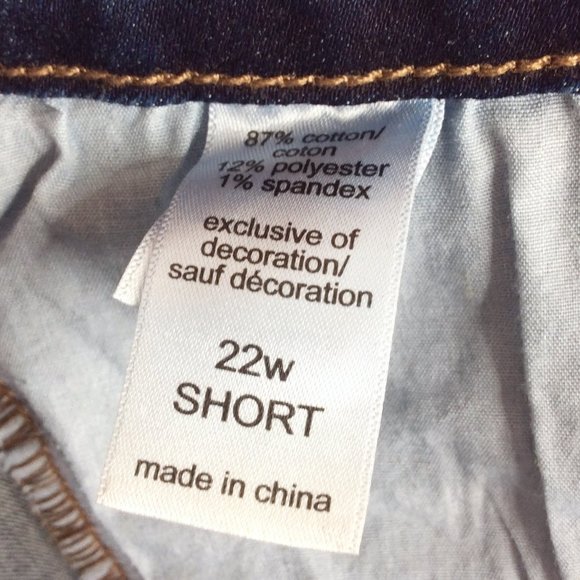 87% cotton/
coton
12% polyester
1% spandex
exclusive of
decoration/
sauf décoration
22w
SHORT
made in china